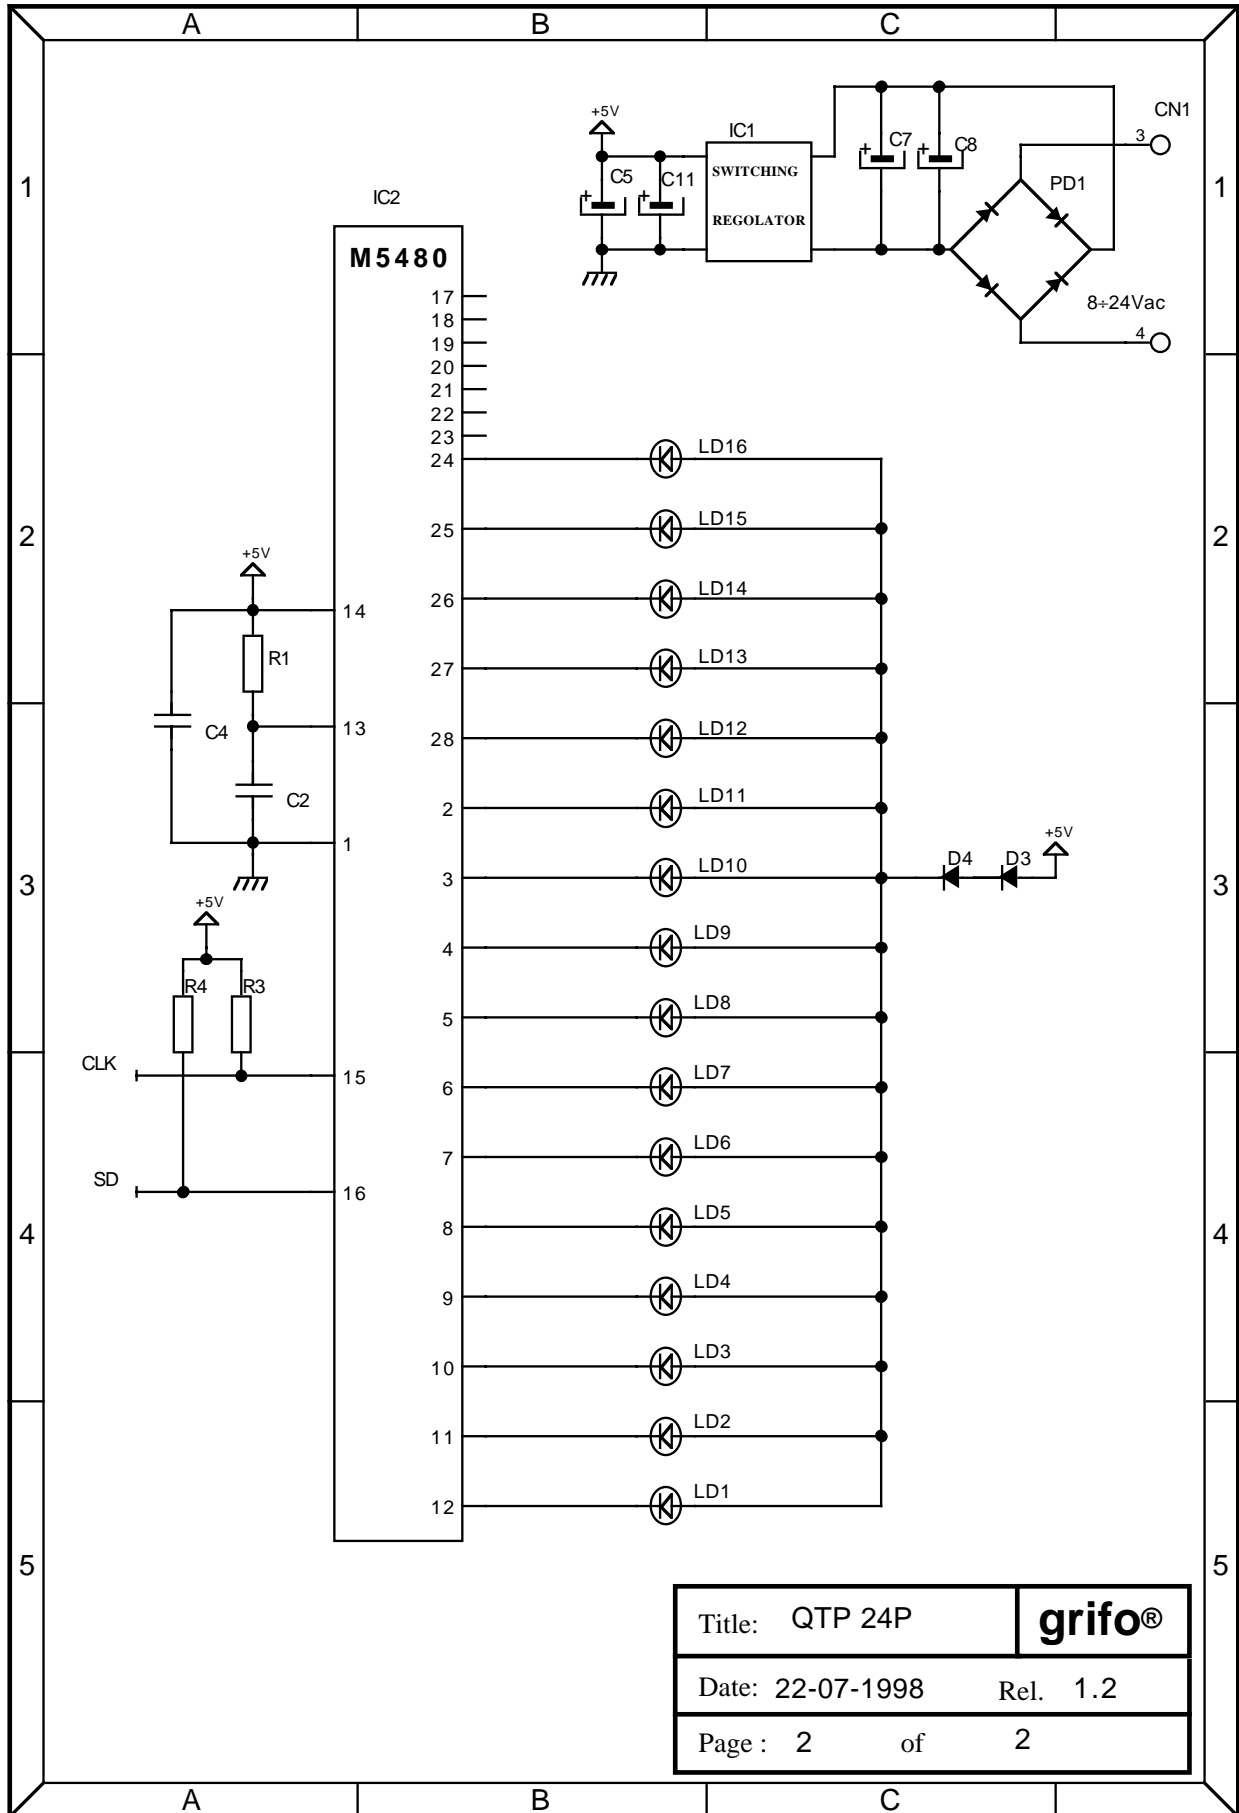 A B C
CN1
+5V
IC1
3
C7 C8
SWITCHING
REGOLATOR
C5 C11
PD1
1 1
IC2
M5480
8÷24Vac
4
17
18
19
20
21
22
23
24 LD16
25 LD15
2 2
+5V
26 LD14
14
R1
27 LD13
C4
13
28 LD12
C2
2 LD11
1
+5V
3 LD10
D4 D3
3 3
+5V
4 LD9
R4 R3
5 LD8
CLK
15
6 LD7
7 LD6
SD
16
8 LD5
4 4
9 LD4
10 LD3
11 LD2
12 LD1
5 5
Title: QTP 24P grifo®
Date: 22-07-1998 Rel. 1.2
Page : 2 of 2
A B C